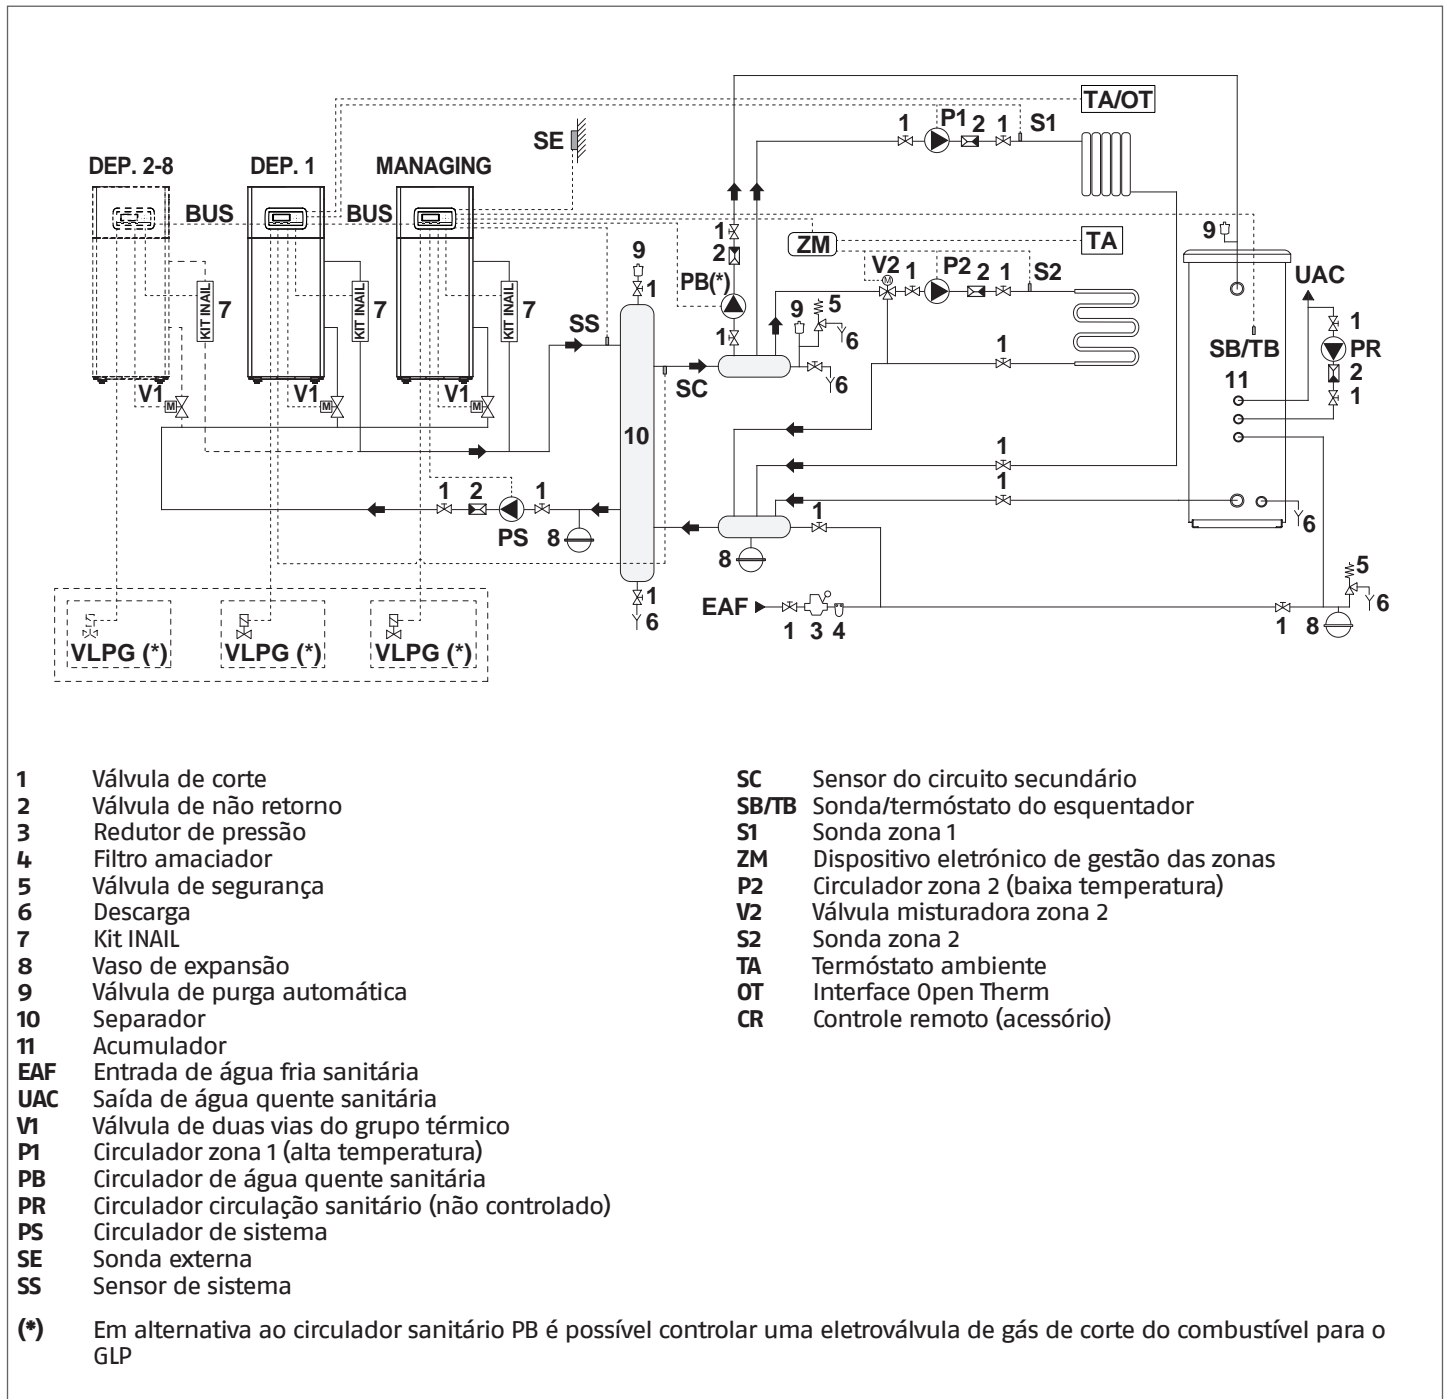 TA/OT
1
P1
2
1
S1
SE
DEP. 2-8
DEP. 1
MANAGING
BUS
BUS
1
2
9
ZM
TA
9
UAC
V2
1
P2
2
1
S2
M
PB(*)
1
KIT INAIL
7
KIT INAIL
7
KIT INAIL
7
SS
9
5
6
1
1
SB/TB
1
PR
2
1
6
SC
11
V1
M
V1
M
V1
M
10
1
1
1
2
1
PS
8
1
6
8
5
6
1
6
EAF
1
3
4
1
8
VLPG (*)
VLPG (*)
VLPG (*)
1 Válvula de corte
2 Válvula de não retorno
3 Redutor de pressão
4 Filtro amaciador
5 Válvula de segurança
6 Descarga
7 Kit INAIL
8 Vaso de expansão
9 Válvula de purga automática
10 Separador
11 Acumulador
EAF Entrada de água fria sanitária
UAC Saída de água quente sanitária
V1 Válvula de duas vias do grupo térmico
P1 Circulador zona 1 (alta temperatura)
PB Circulador de água quente sanitária
PR Circulador circulação sanitário (não controlado)
PS Circulador de sistema
SE Sonda externa
SS Sensor de sistema
SC Sensor do circuito secundário
SB/TB Sonda/termóstato do esquentador
S1 Sonda zona 1
ZM Dispositivo eletrónico de gestão das zonas
P2 Circulador zona 2 (baixa temperatura)
V2 Válvula misturadora zona 2
S2 Sonda zona 2
TA Termóstato ambiente
OT Interface Open Therm
CR Controle remoto (acessório)
(*) Em alternativa ao circulador sanitário PB é possível controlar uma eletroválvula de gás de corte do combustível para o
GLP